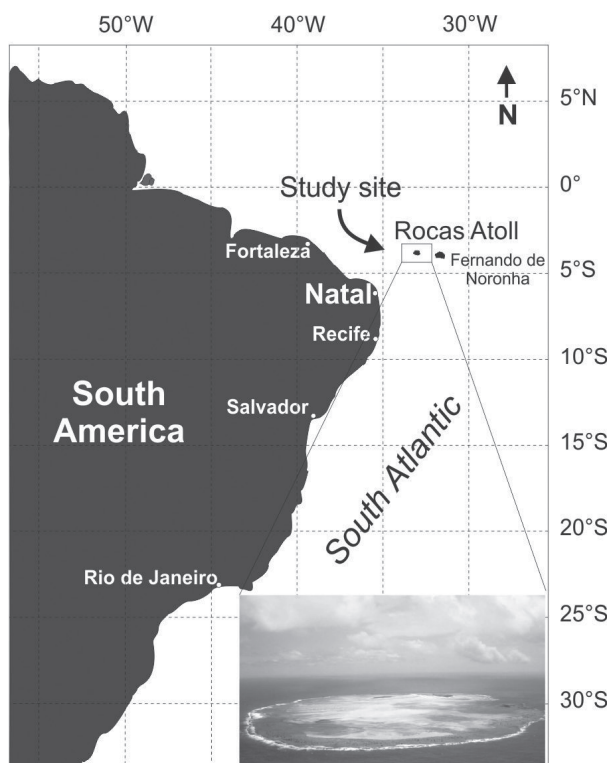 50°W 40°W 30°W
5°N
N
0°
Study site
Rocas Atoll
Fortaleza
Fernando de
Noronha
5°S
Natal
Recife
10°S
South
America
Salvador
South Atlantic
15°S
20°S
Rio de Janeiro
25°S
30°S